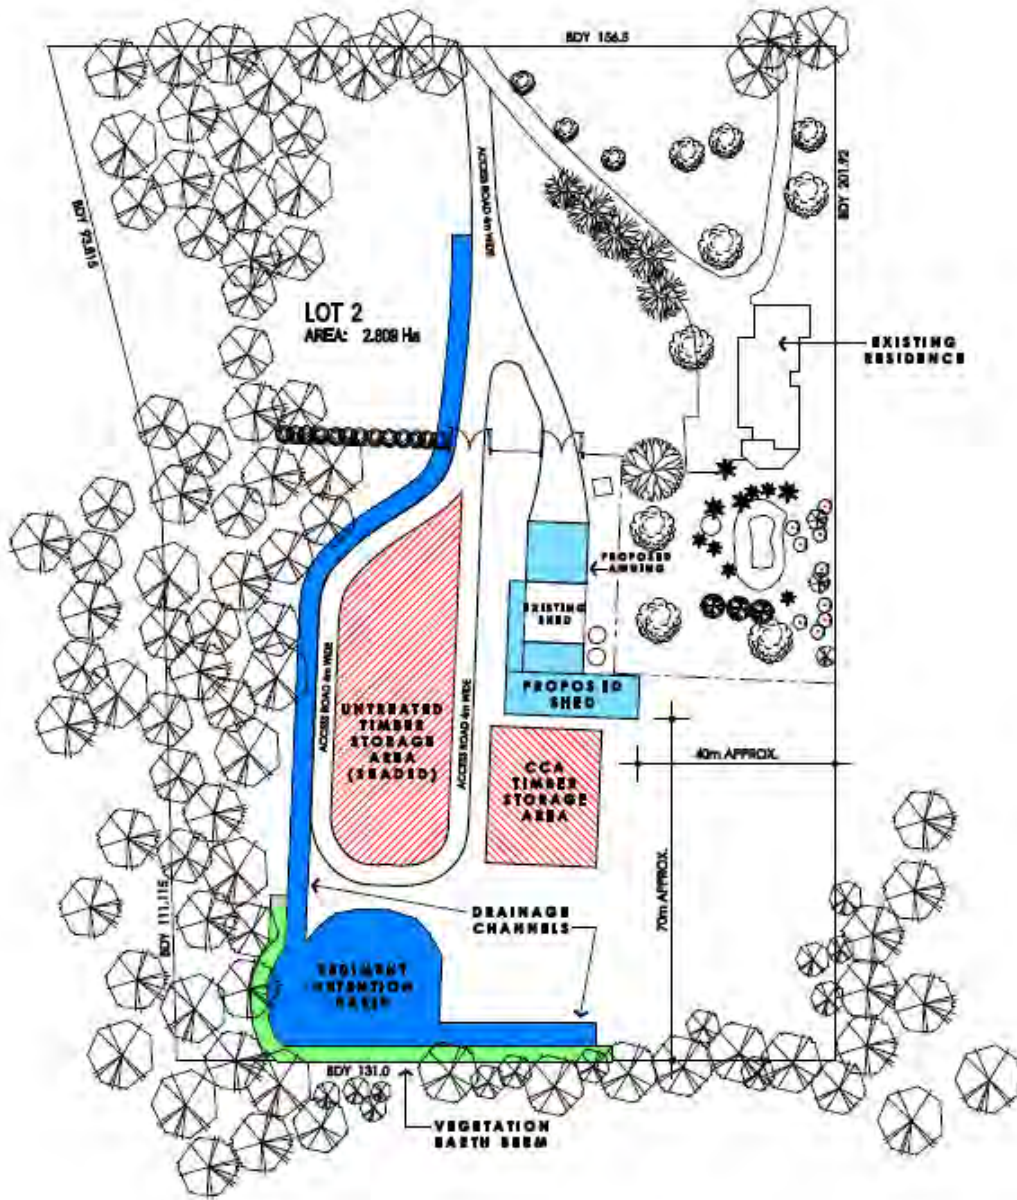 BDY 156.5
ACCESS ROAD 4m WIDE
BDY 201.92
BDY 93.815
LOT 2
AREA: 2.808 Ha
EXISTING
RESIDENCE
PROPOSED
AWNING
EXISTING
SHED
ACCESS ROAD 4m WIDE
UNTREATED
TIMBER
STORAGE
AREA
(SHADED)
ACCESS ROAD 4m WIDE
PROPOSED
SHED
40m APPROX.
CCA
TIMBER
STORAGE
AREA
70m APPROX.
BDY 111.115
DRAINAGE
CHANNELS
SEDIMENT
RETENTION
BASIN
BDY 131.0
VEGETATION
EARTH BERM